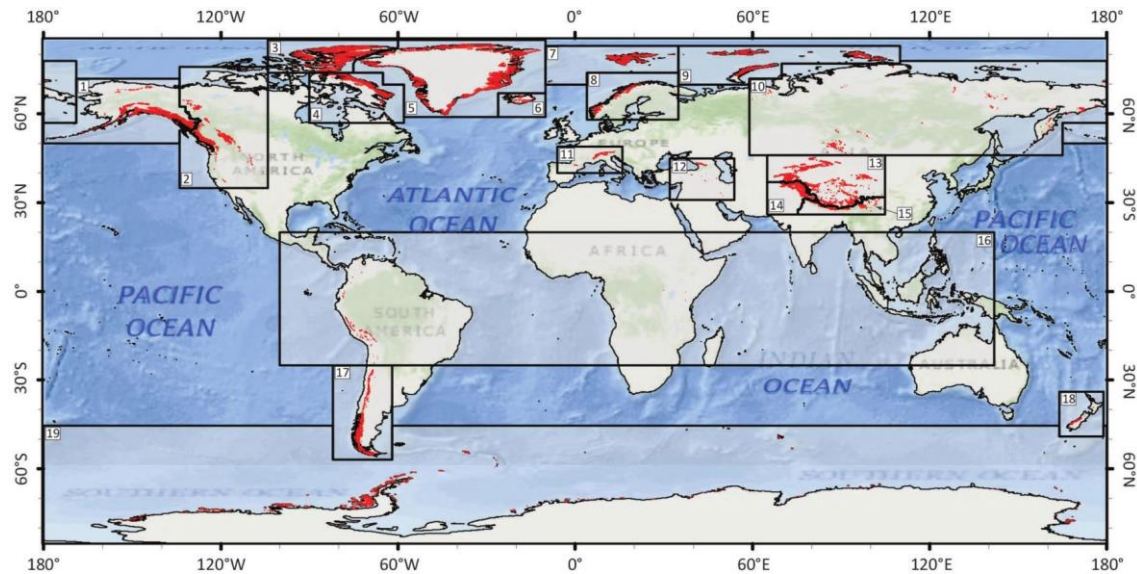 180° 120°W 60°W 0° 60°E 120°E 180°
3
7
1
8
9
10
60°N
4
5
6
60°N
EUROPE
NORTH
AMERICA
11
12
13
2
30°N
ATLANTIC
OCEAN
14
15
30°N
PACIFIC
OCEAN
AFRICA
16
0°
PACIFIC
OCEAN
SOUTH
AMERICA
0°
INDIAN
OCEAN
AUSTRALIA
30°S
17
18
30°S
19
60°S
60°S
SOUTHERN OCEAN
SOUTHERN OCEAN
180° 120°W 60°W 0° 60°E 120°E 180°